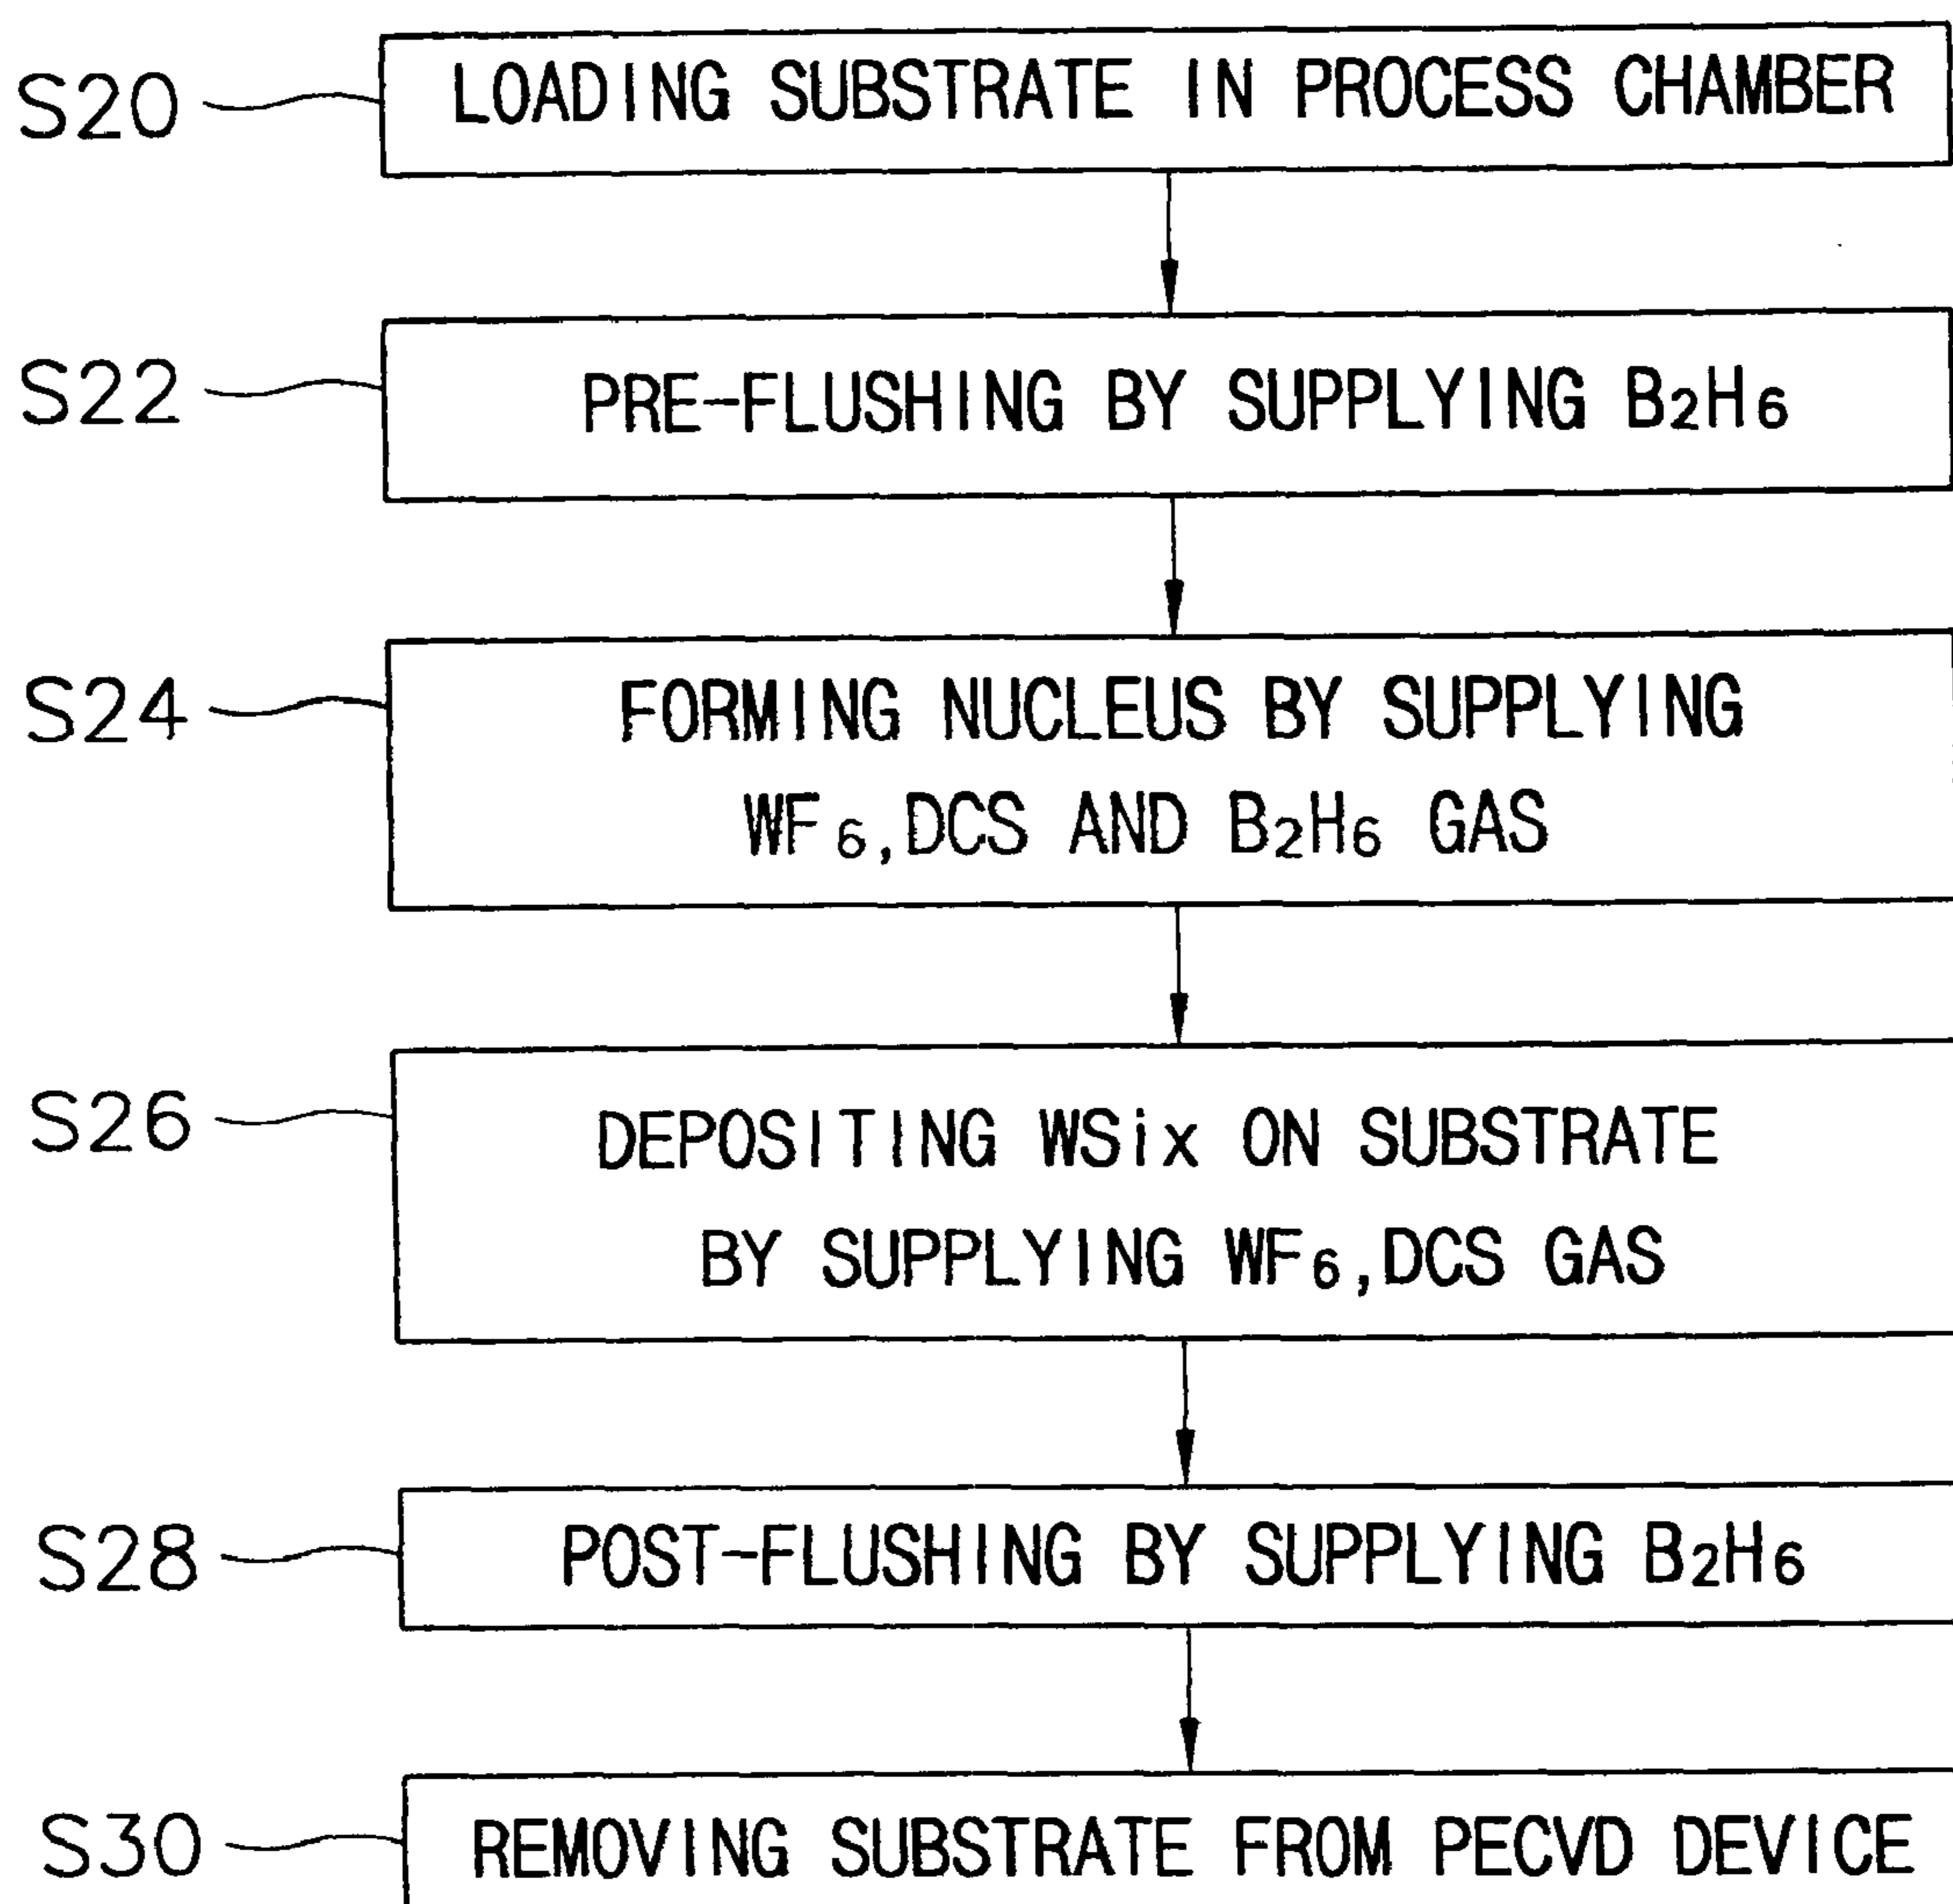 S20 LOADING SUBSTRATE IN PROCESS CHAMBER
S22 PRE-FLUSHING BY SUPPLYING B₂H₆
S24 FORMING NUCLEUS BY SUPPLYING
WF₆,DCS AND B₂H₆ GAS
S26 DEPOSITING WSix ON SUBSTRATE
BY SUPPLYING WF₆,DCS GAS
S28 POST-FLUSHING BY SUPPLYING B₂H₆
S30 REMOVING SUBSTRATE FROM PECVD DEVICE